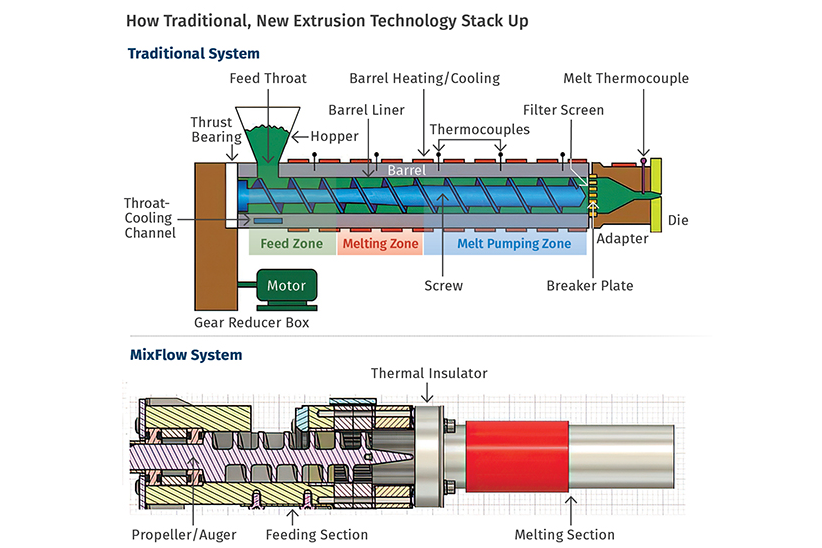 How Traditional, New Extrusion Technology Stack Up
Traditional System
Feed Throat
Barrel Heating/Cooling
Melt Thermocouple
Barrel Liner
Filter Screen
Thrust
Bearing
Hopper
Thermocouples
Barrel
Throat-
Cooling
Channel
Feed Zone
Melting Zone
Melt Pumping Zone
Adapter
Die
Motor
Screw
Breaker Plate
Gear Reducer Box
MixFlow System
Thermal Insulator
Propeller/Auger
Feeding Section
Melting Section